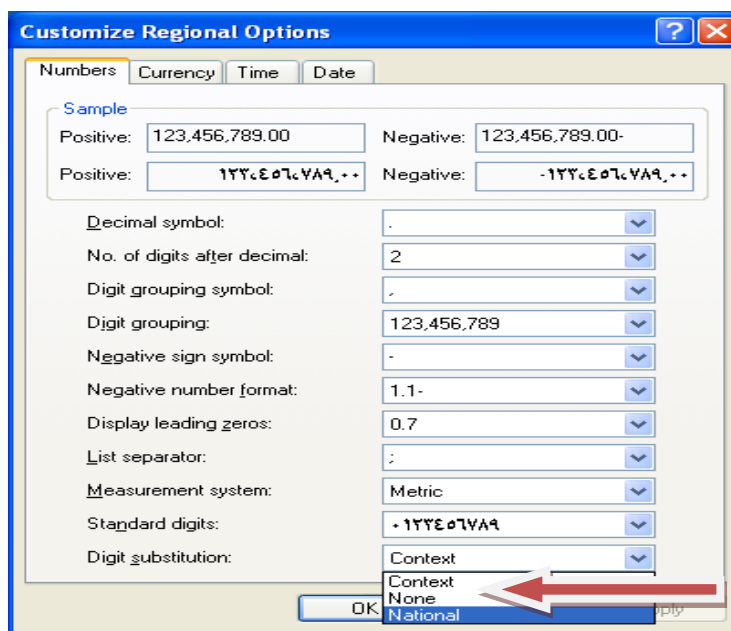 Customize Regional Options
Numbers Currency Time Date
Sample
Positive: 123,456,789.00 Negative: 123,456,789.00-
Positive: ١٢٣،٤٥٦،٧٨٩,٠٠ Negative: -١٢٣،٤٥٦،٧٨٩,٠٠
Decimal symbol: .
No. of digits after decimal: 2
Digit grouping symbol: ,
Digit grouping: 123,456,789
Negative sign symbol: -
Negative number format: 1.1-
Display leading zeros: 0.7
List separator: ;
Measurement system: Metric
Standard digits: ٠١٢٣٤٥٦٧٨٩
Digit substitution: Context
Context
None
OK National